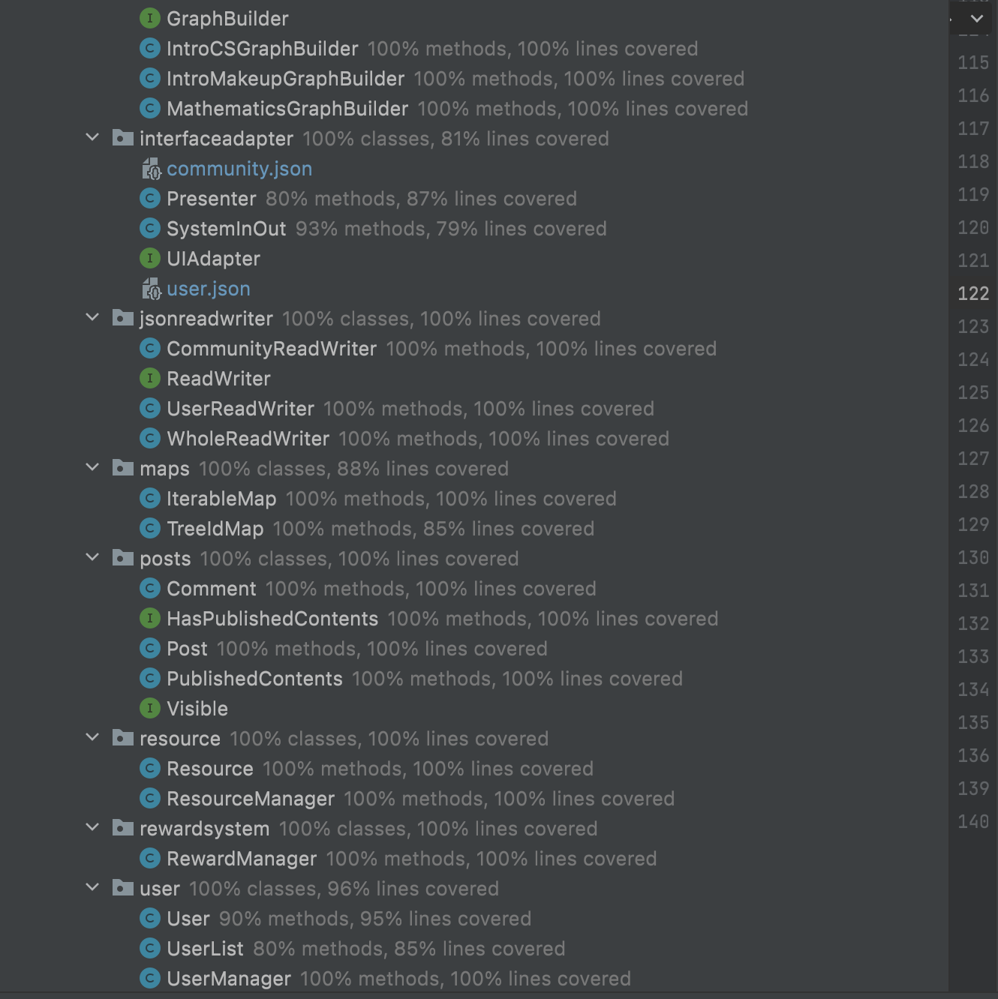 GraphBuilder
IntroCSGraphBuilder 100% methods, 100% lines covered
IntroMakeupGraphBuilder 100% methods, 100% lines covered
MathematicsGraphBuilder 100% methods, 100% lines covered
interfaceadapter 100% classes, 81% lines covered
community.json
Presenter 80% methods, 87% lines covered
SystemInOut 93% methods, 79% lines covered
UIAdapter
user.json
jsonreadwriter 100% classes, 100% lines covered
CommunityReadWriter 100% methods, 100% lines covered
ReadWriter
UserReadWriter 100% methods, 100% lines covered
WholeReadWriter 100% methods, 100% lines covered
maps 100% classes, 88% lines covered
IterableMap 100% methods, 100% lines covered
TreeIdMap 100% methods, 85% lines covered
posts 100% classes, 100% lines covered
Comment 100% methods, 100% lines covered
HasPublishedContents 100% methods, 100% lines covered
Post 100% methods, 100% lines covered
PublishedContents 100% methods, 100% lines covered
Visible
resource 100% classes, 100% lines covered
Resource 100% methods, 100% lines covered
ResourceManager 100% methods, 100% lines covered
rewardsystem 100% classes, 100% lines covered
RewardManager 100% methods, 100% lines covered
user 100% classes, 96% lines covered
User 90% methods, 95% lines covered
UserList 80% methods, 85% lines covered
UserManager 100% methods, 100% lines covered
115
116
117
118
119
120
121
122
123
124
125
126
127
128
129
130
131
132
133
134
135
136
139
140